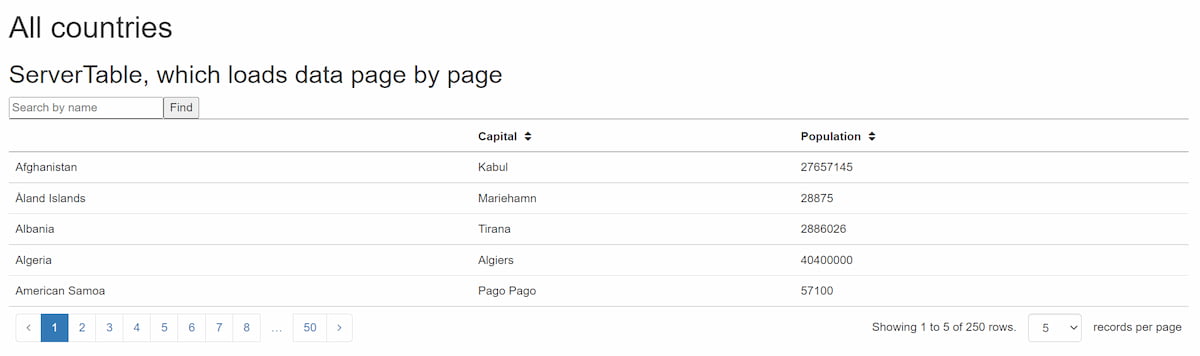 All countries
ServerTable, which loads data page by page
Search by name Find
Capital Population
Afghanistan Kabul 27657145
Åland Islands Mariehamn 28875
Albania Tirana 2886026
Algeria Algiers 40400000
American Samoa Pago Pago 57100
‹ 1 2 3 4 5 6 7 8 ... 50 › Showing 1 to 5 of 250 rows. 5 records per page